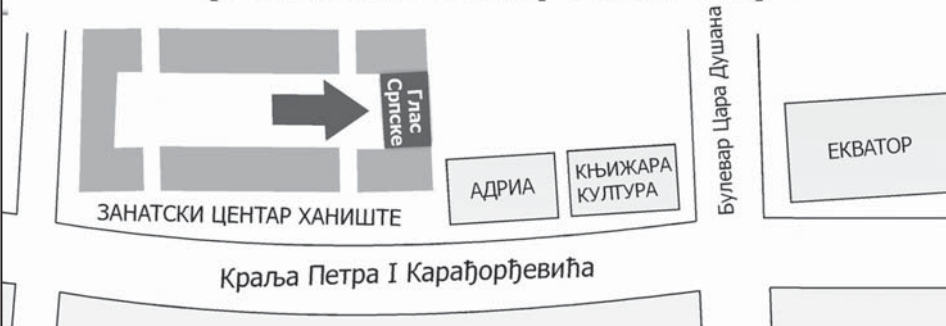 Глас
Српске
АДРИА
КЊИЖАРА
КУЛТУРА
Булевар Цара Душана
ЕКВАТОР
ЗАНАТСКИ ЦЕНТАР ХАНИШТЕ
Краља Петра I Карађорђевића